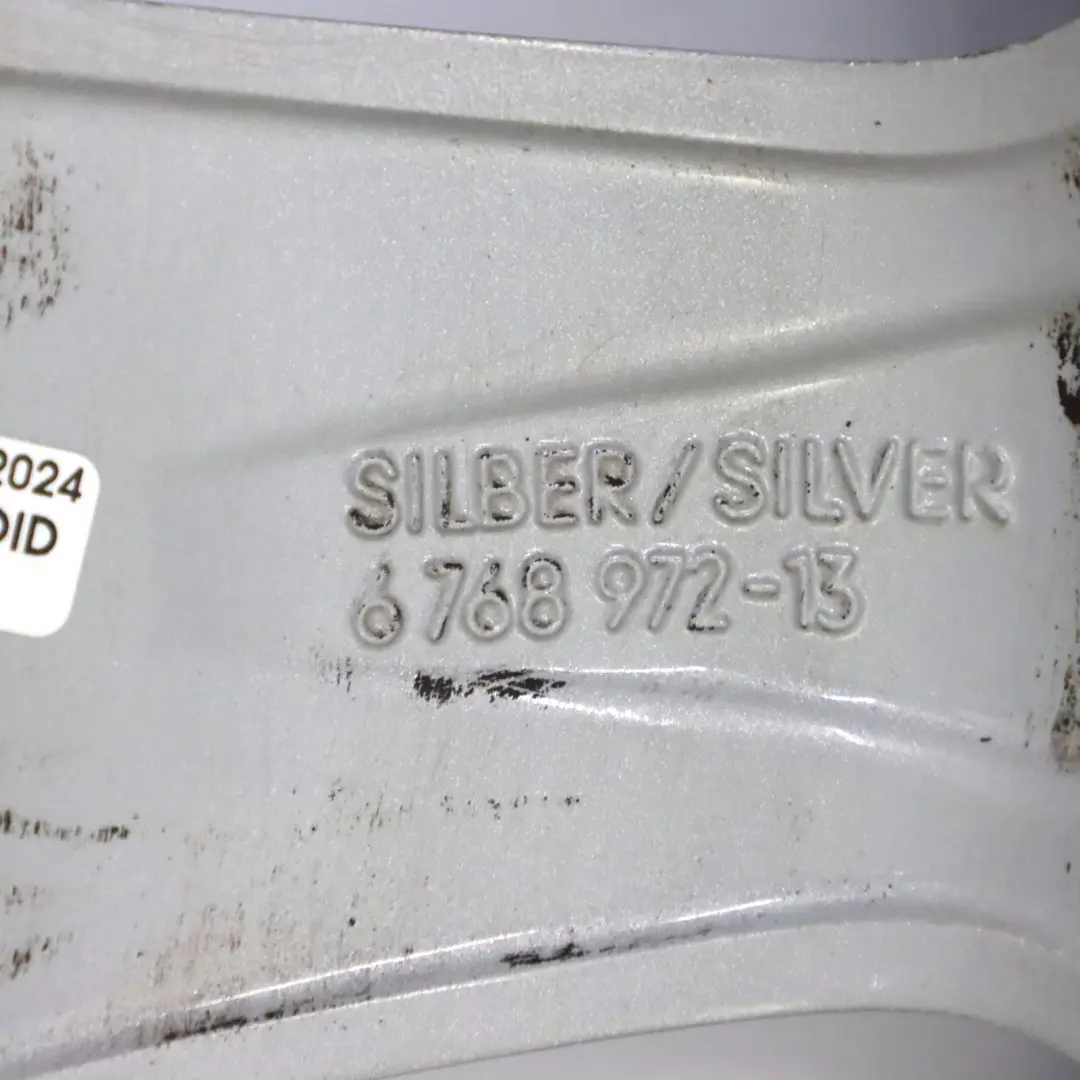 2024
DID
SILBER/SILVER
6 768 972-13